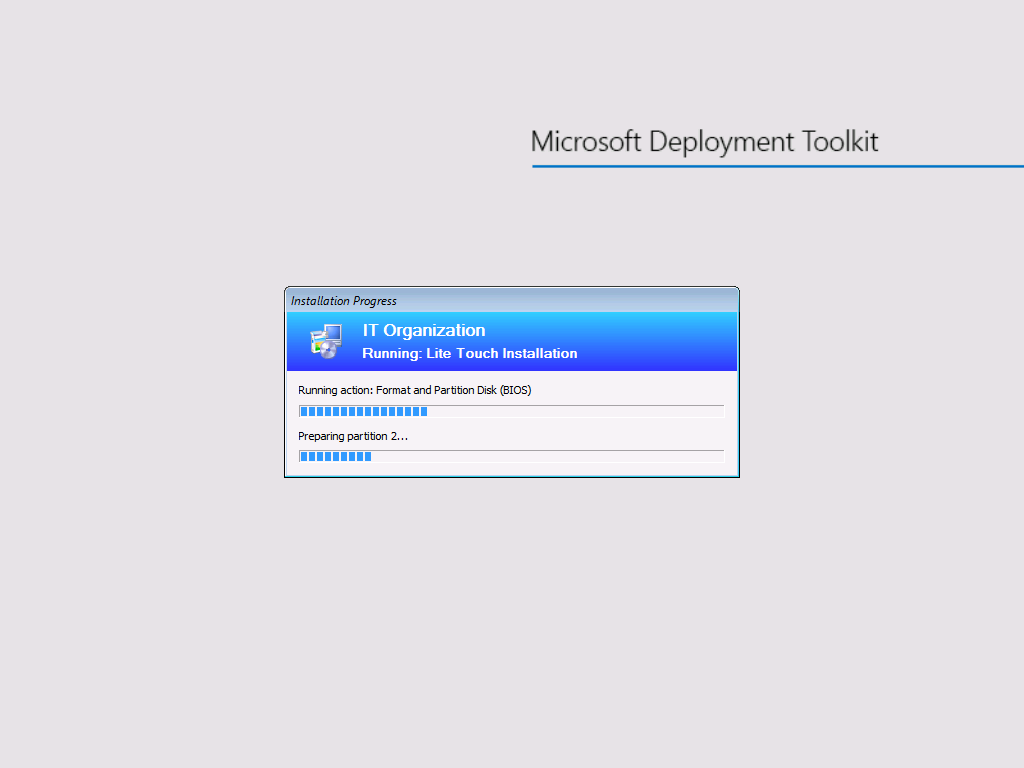 Microsoft Deployment Toolkit
Installation Progress
IT Organization
Running: Lite Touch Installation
Running action: Format and Partition Disk (BIOS)
Preparing partition 2...